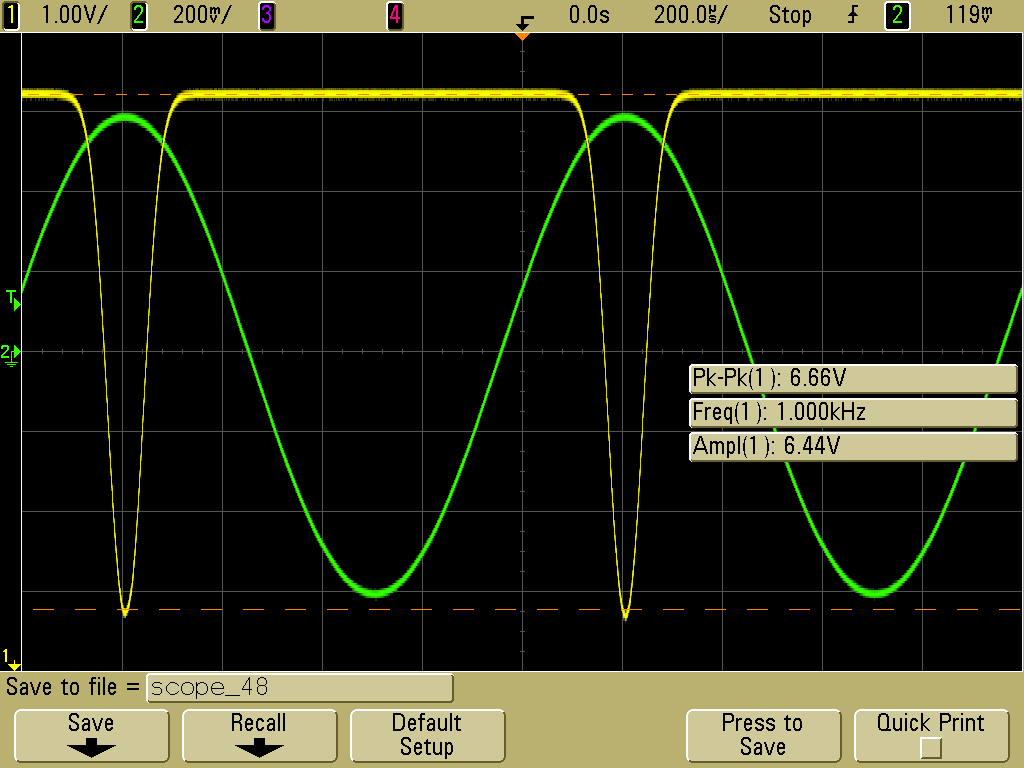 1 1.00V/ 2 200mV/ 3 4 0.0s 200.0µs/ Stop 2 119mV
T
2
Pk-Pk(1): 6.66V
Freq(1): 1.000kHz
Ampl(1): 6.44V
1
Save to file = scope_48
Save Recall Default Setup Press to Save Quick Print